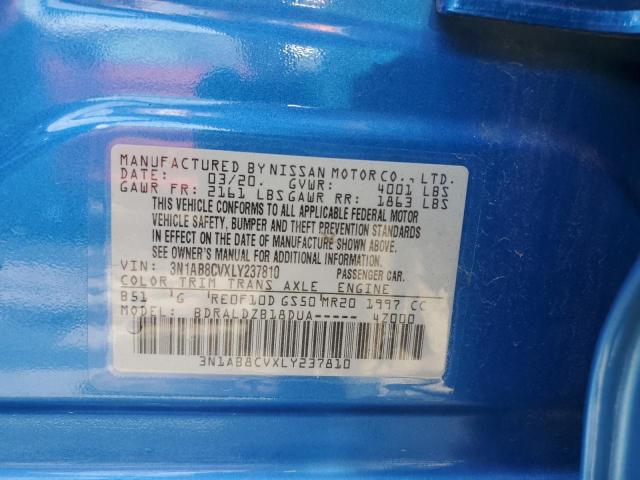 MANUFACTURED BY NISSAN MOTOR CO., LTD.
DATE: 03/20. GVWR: 4001 LBS
GAWR FR: 2161 LBS GAWR RR: 1863 LBS
THIS VEHICLE CONFORMS TO ALL APPLICABLE FEDERAL MOTOR
VEHICLE SAFETY, BUMPER AND THEFT PREVENTION STANDARDS
IN EFFECT ON THE DATE OF MANUFACTURE SHOWN ABOVE.
SEE OWNER'S MANUAL FOR ADDITIONAL INFORMATION.
VIN: 3N1AB8CVXLY237810 PASSENGER CAR.
COLOR TRIM TRANS AXLE ENGINE
B51 G RE0F10D GS50 MR20 1997 CC
MODEL: BDRALDZB18DUA----- 4Z000
3N1AB8CVXLY237810